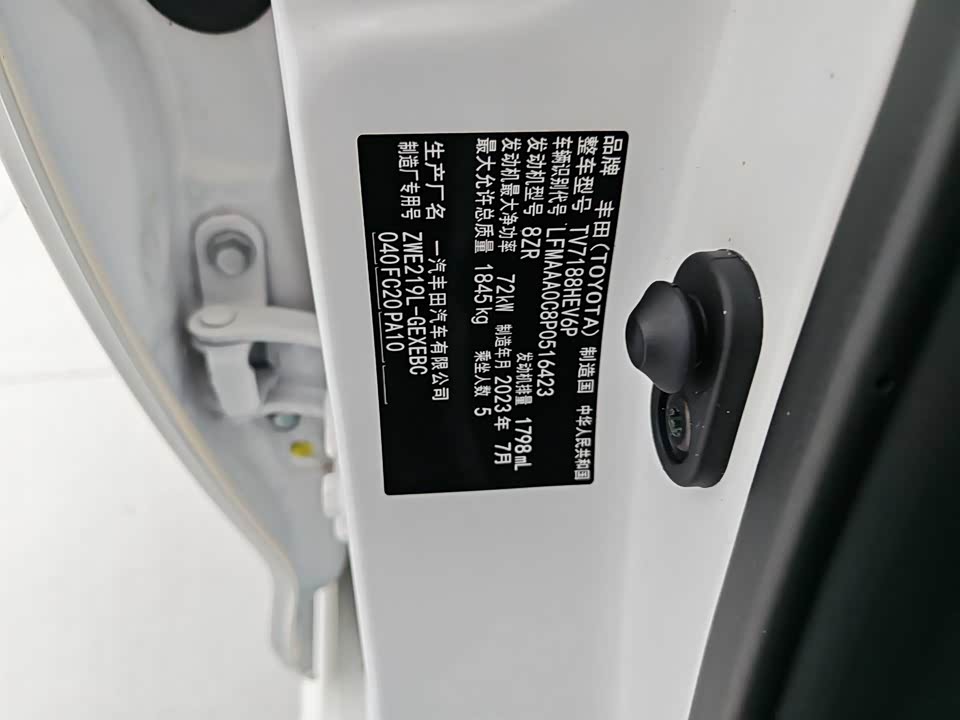 品牌 丰田(TOYOTA) 制造国 中华人民共和国
整车型号 TV7188HEV6P
车辆识别代号 LFMAAA0C8P0516423
发动机型号 8ZR 发动机排量 1798mL
发动机最大净功率 72kW 制造年月 2023年 7月
最大允许总质量 1845kg 乘坐人数 5
生产厂名 一汽丰田汽车有限公司
制造厂专用号 ZWE219L-GEXEBC
040FC20PA10